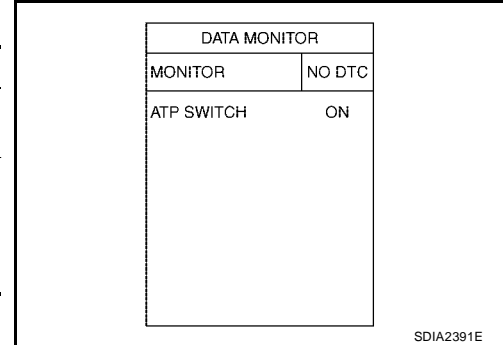 DATA MONITOR
MONITOR NO DTC
ATP SWITCH ON
SDIA2391E